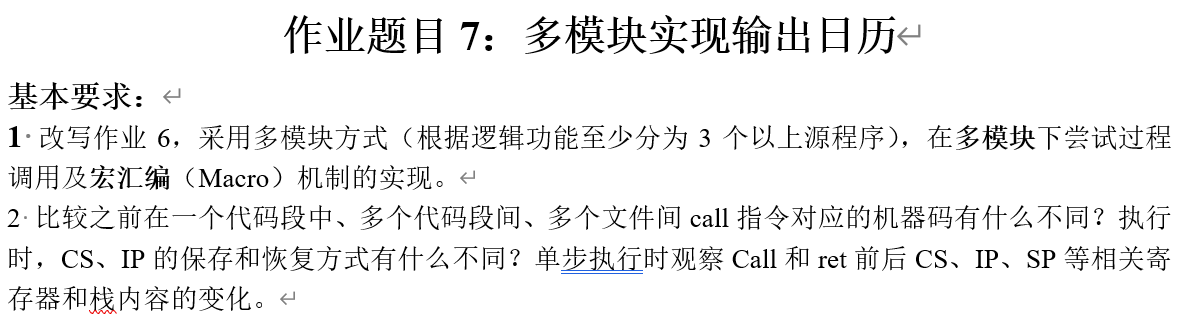 作业题目 7：多模块实现输出日历
基本要求：
1 改写作业 6，采用多模块方式（根据逻辑功能至少分为 3 个以上源程序），在多模块下尝试过程
调用及宏汇编（Macro）机制的实现。
2 比较之前在一个代码段中、多个代码段间、多个文件间 call 指令对应的机器码有什么不同？执行
时，CS、IP 的保存和恢复方式有什么不同？单步执行时观察 Call 和 ret 前后 CS、IP、SP 等相关寄
存器和栈内容的变化。